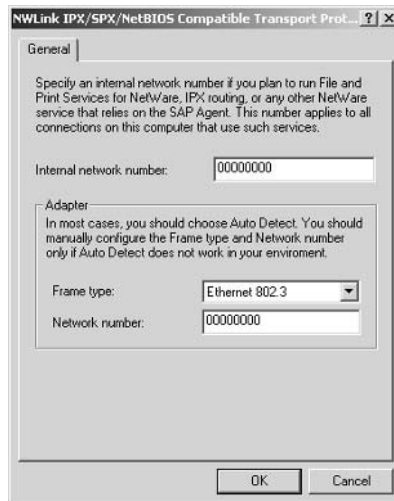 NWLink IPX/SPX/NetBIOS Compatible Transport Prot... ? X
General
Specify an internal network number if you plan to run File and
Print Services for NetWare, IPX routing, or any other NetWare
service that relies on the SAP Agent. This number applies to all
connections on this computer that use such services.
Internal network number: 00000000
Adapter
In most cases, you should choose Auto Detect. You should
manually configure the Frame type and Network number
only if Auto Detect does not work in your enviroment.
Frame type: Ethernet 802.3
Network number: 00000000
OK Cancel